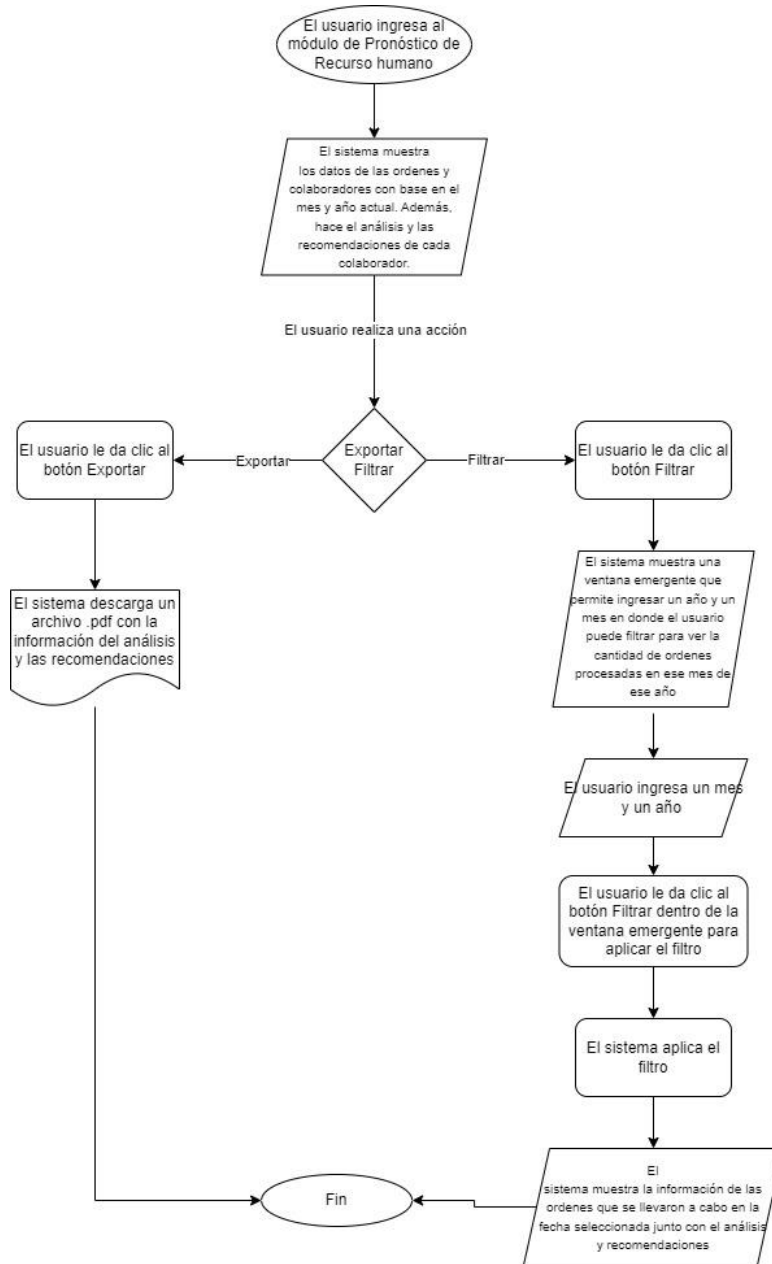 El usuario ingresa al
módulo de Pronóstico de
Recurso humano
El sistema muestra
los datos de las ordenes y
colaboradores con base en el
mes y año actual. Además,
hace el análisis y las
recomendaciones de cada
colaborador.
El usuario realiza una acción
Exportar
Filtrar
Exportar
Filtrar
El usuario le da clic al
botón Exportar
El sistema descarga un
archivo .pdf con la
información del análisis
y las recomendaciones
El usuario le da clic al
botón Filtrar
El sistema muestra una
ventana emergente que
permite ingresar un año y un
mes en donde el usuario
puede filtrar para ver la
cantidad de ordenes
procesadas en ese mes de
ese año
El usuario ingresa un mes
y un año
El usuario le da clic al
botón Filtrar dentro de la
ventana emergente para
aplicar el filtro
El sistema aplica el
filtro
El
sistema muestra la información de las
ordenes que se llevaron a cabo en la
fecha seleccionada junto con el análisis
y recomendaciones
Fin